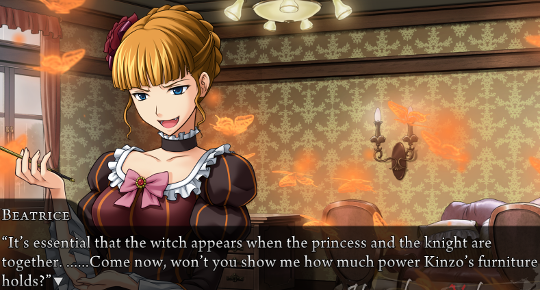 Beatrice
“It’s essential that the witch appears when the princess and the knight are
together. ......Come now, won’t you show me how much power Kinzo’s furniture
holds?”▼